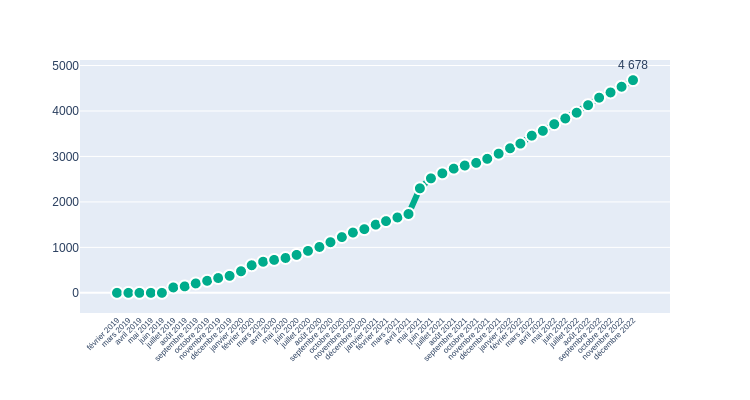 4 678
5000
4000
3000
2000
1000
0
février 2019
mars 2019
avril 2019
mai 2019
juin 2019
juillet 2019
août 2019
septembre 2019
octobre 2019
novembre 2019
décembre 2019
janvier 2020
février 2020
mars 2020
avril 2020
mai 2020
juin 2020
juillet 2020
août 2020
septembre 2020
octobre 2020
novembre 2020
décembre 2020
janvier 2021
février 2021
mars 2021
avril 2021
mai 2021
juin 2021
juillet 2021
août 2021
septembre 2021
octobre 2021
novembre 2021
décembre 2021
janvier 2022
février 2022
mars 2022
avril 2022
mai 2022
juin 2022
juillet 2022
août 2022
septembre 2022
octobre 2022
novembre 2022
décembre 2022